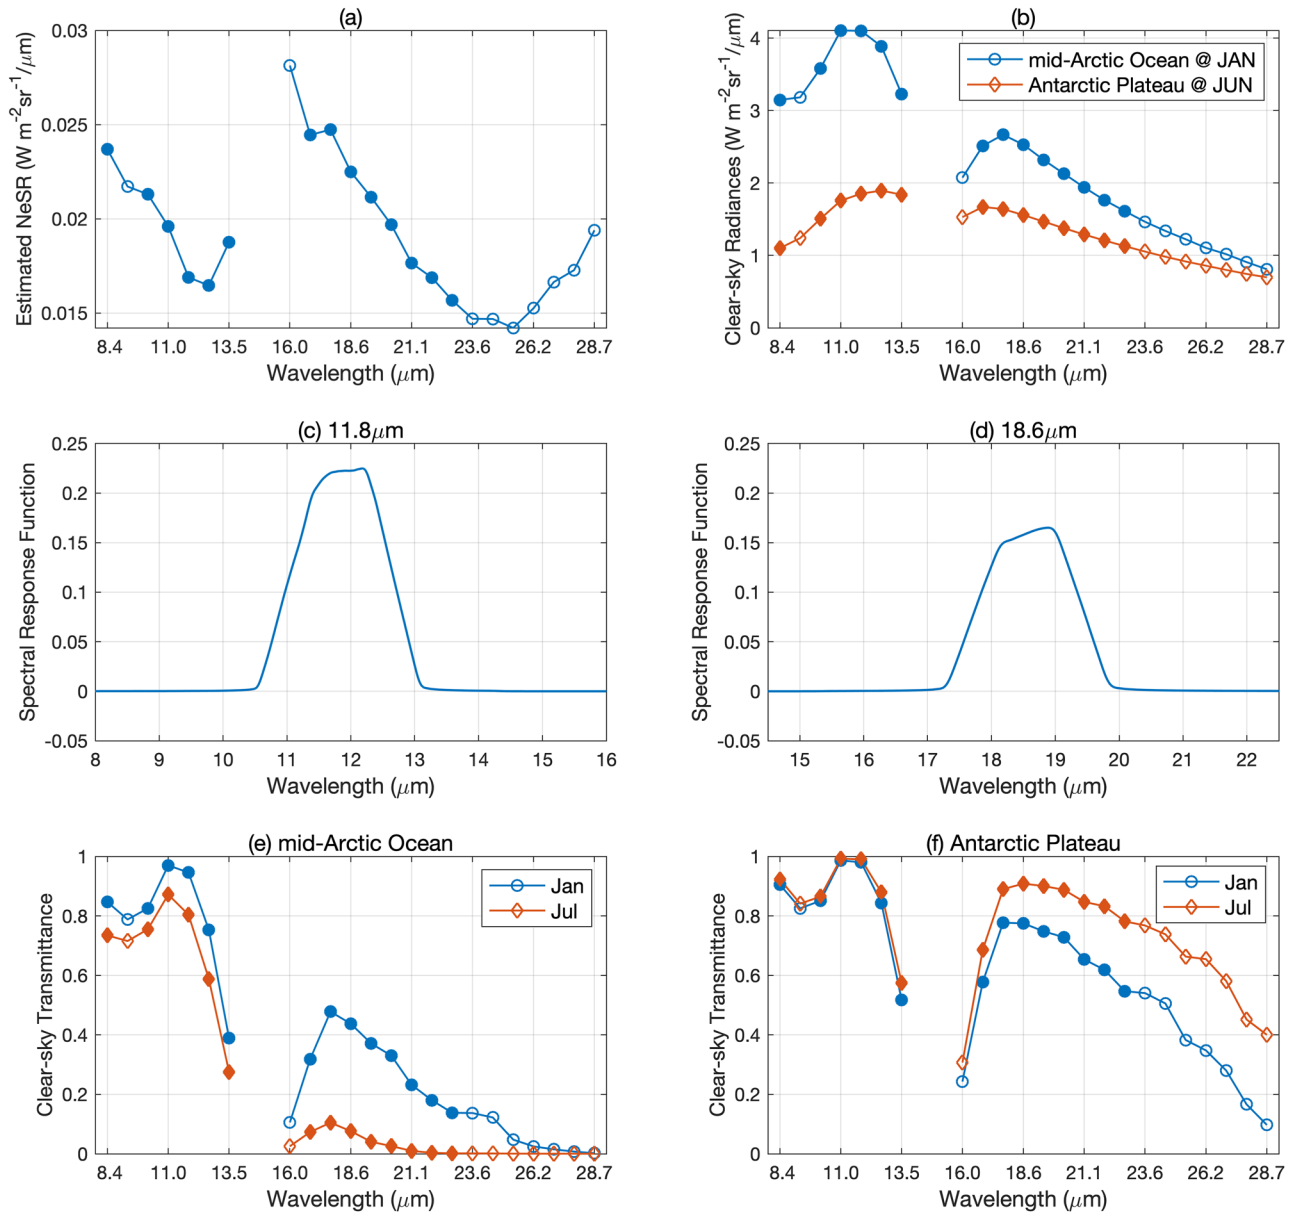 (a)
0.03
0.025
0.02
0.015
Estimated NeSR (W m⁻²sr⁻¹/μm)
8.4 11.0 13.5 16.0 18.6 21.1 23.6 26.2 28.7
Wavelength (μm)
(b)
4
3
2
1
0
Clear-sky Radiances (W m⁻²sr⁻¹/μm)
mid-Arctic Ocean @ JAN
Antarctic Plateau @ JUN
8.4 11.0 13.5 16.0 18.6 21.1 23.6 26.2 28.7
Wavelength (μm)
(c) 11.8μm
0.25
0.2
0.15
0.1
0.05
0
-0.05
Spectral Response Function
8 9 10 11 12 13 14 15 16
Wavelength (μm)
(d) 18.6μm
0.25
0.2
0.15
0.1
0.05
0
-0.05
Spectral Response Function
15 16 17 18 19 20 21 22
Wavelength (μm)
(e) mid-Arctic Ocean
1
0.8
0.6
0.4
0.2
0
Clear-sky Transmittance
Jan
Jul
8.4 11.0 13.5 16.0 18.6 21.1 23.6 26.2 28.7
Wavelength (μm)
(f) Antarctic Plateau
1
0.8
0.6
0.4
0.2
0
Clear-sky Transmittance
Jan
Jul
8.4 11.0 13.5 16.0 18.6 21.1 23.6 26.2 28.7
Wavelength (μm)